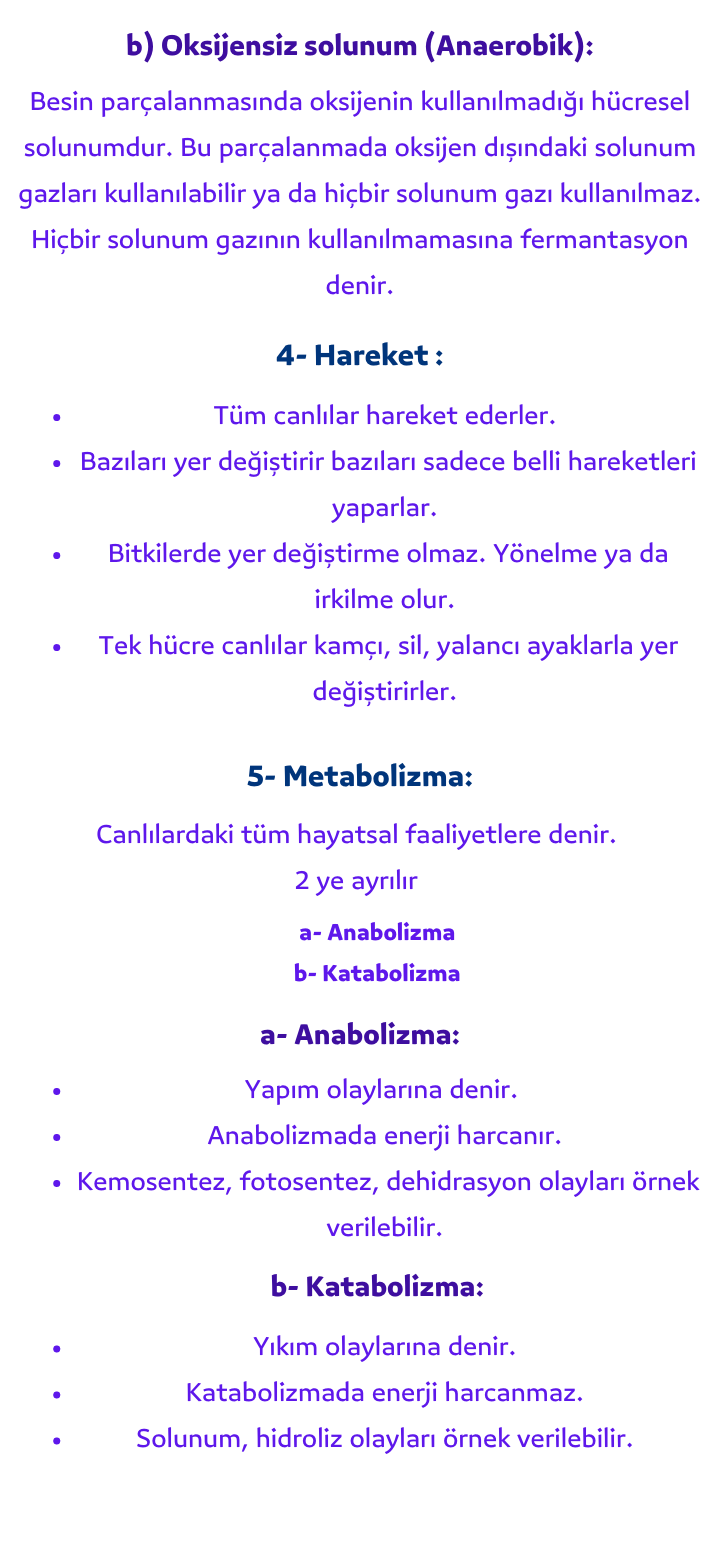 b) Oksijensiz solunum (Anaerobik):
Besin parçalanmasında oksijenin kullanılmadığı hücresel
solunumdur. Bu parçalanmada oksijen dışındaki solunum
gazları kullanılabilir ya da hiçbir solunum gazı kullanılmaz.
Hiçbir solunum gazının kullanılmamasına fermantasyon
denir.
4- Hareket :
• Tüm canlılar hareket ederler.
• Bazıları yer değiştirir bazıları sadece belli hareketleri
yaparlar.
• Bitkilerde yer değiştirme olmaz. Yönelme ya da
irkilme olur.
• Tek hücre canlılar kamçı, sil, yalancı ayaklarla yer
değiştirirler.
5- Metabolizma:
Canlılardaki tüm hayatsal faaliyetlere denir.
2 ye ayrılır
a- Anabolizma
b- Katabolizma
a- Anabolizma:
• Yapım olaylarına denir.
• Anabolizmada enerji harcanır.
• Kemosentez, fotosentez, dehidrasyon olayları örnek
verilebilir.
b- Katabolizma:
• Yıkım olaylarına denir.
• Katabolizmada enerji harcanmaz.
• Solunum, hidroliz olayları örnek verilebilir.